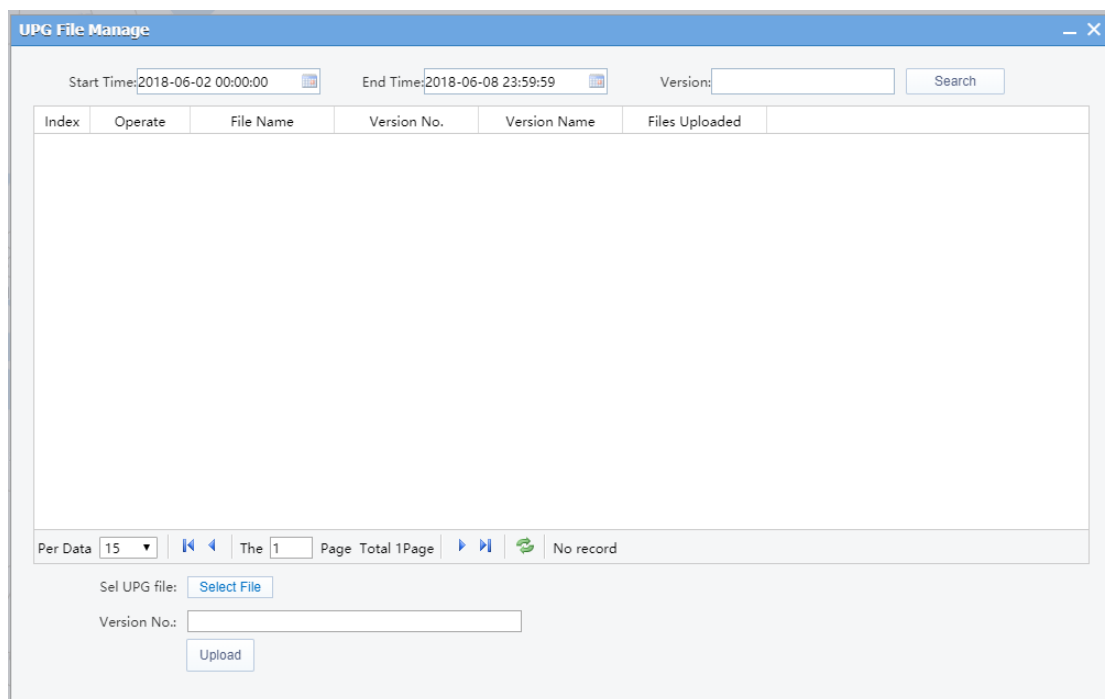 UPG File Manage
Start Time: 2018-06-02 00:00:00 End Time: 2018-06-08 23:59:59 Version: Search
Index Operate File Name Version No. Version Name Files Uploaded
Per Data 15 The 1 Page Total 1Page No record
Sel UPG file: Select File
Version No.:
Upload